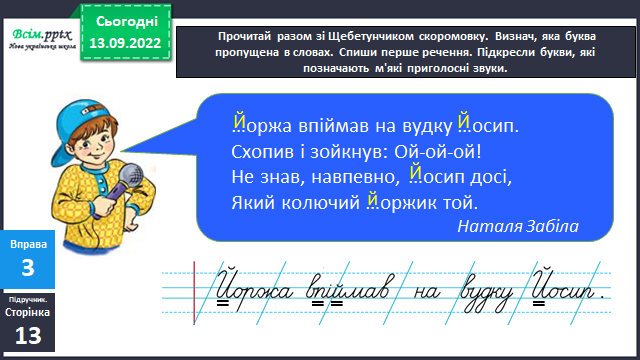 Всім.pptx
Нова українська школа
Сьогодні
13.09.2022
Прочитай разом зі Щебетунчиком скоромовку. Визнач, яка буква
пропущена в словах. Спиши перше речення. Підкресли букви, які
позначають м'які приголосні звуки.
Йоржа впіймав на вудку Йосип.
Схопив і зойкнув: Ой-ой-ой!
Не знав, навпевно, Йосип досі,
Який колючий йоржик той.
Наталя Забіла
Вправа
3
Підручник.
Сторінка
13
Йоржа впіймав на вудку Йосип.